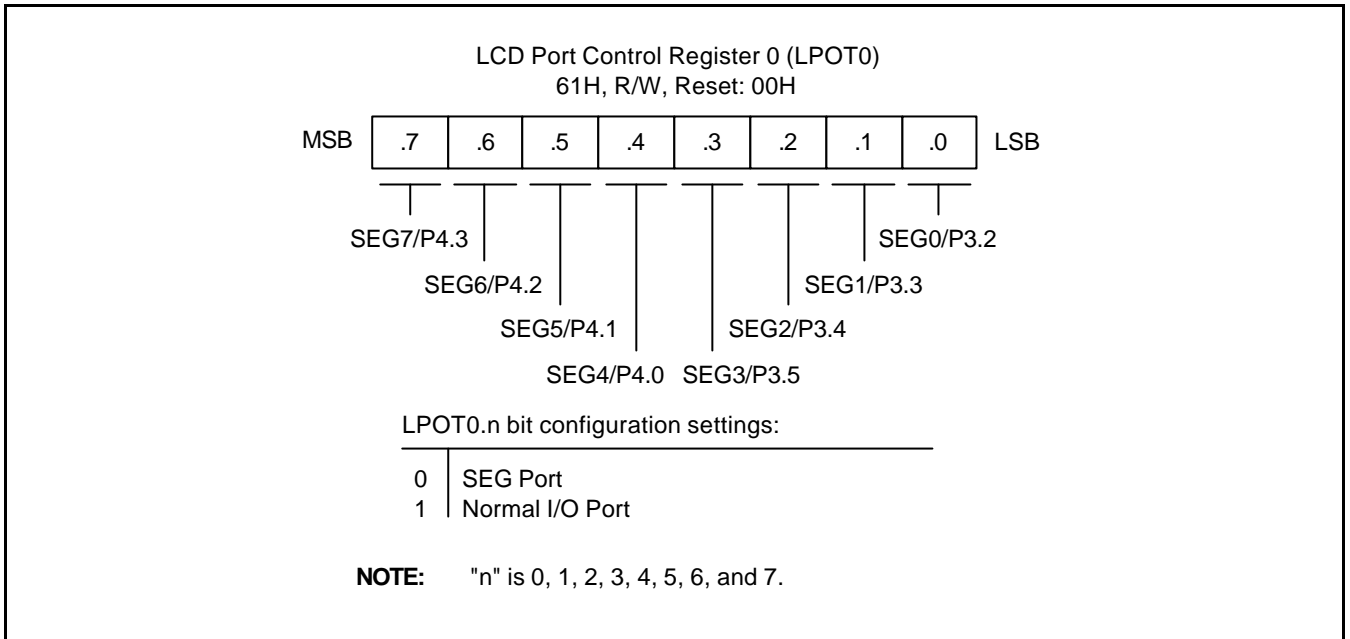 LCD Port Control Register 0 (LPOT0)
61H, R/W, Reset: 00H
MSB .7 .6 .5 .4 .3 .2 .1 .0 LSB
SEG7/P4.3 SEG0/P3.2
SEG6/P4.2 SEG1/P3.3
SEG5/P4.1 SEG2/P3.4
SEG4/P4.0 SEG3/P3.5
LPOT0.n bit configuration settings:
0 SEG Port
1 Normal I/O Port
NOTE: "n" is 0, 1, 2, 3, 4, 5, 6, and 7.